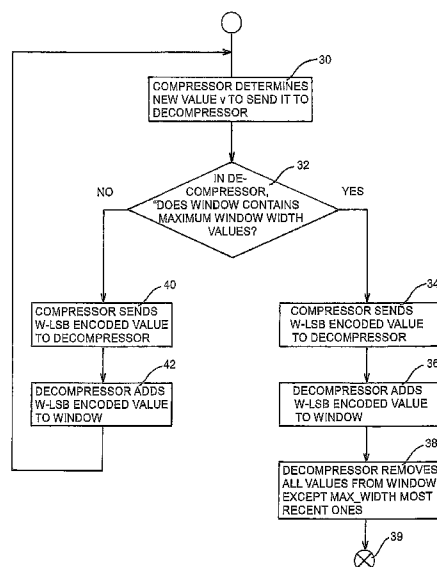 30
COMPRESSOR DETERMINES
NEW VALUE v TO SEND IT TO
DECOMPRESSOR
32
IN DE-
COMPRESSOR,
"DOES WINDOW CONTAINS
MAXIMUM WINDOW WIDTH
VALUES?
NO
YES
40
COMPRESSOR SENDS
W-LSB ENCODED VALUE
TO DECOMPRESSOR
42
DECOMPRESSOR ADDS
W-LSB ENCODED VALUE
TO WINDOW
34
COMPRESSOR SENDS
W-LSB ENCODED VALUE
TO DECOMPRESSOR
36
DECOMPRESSOR ADDS
W-LSB ENCODED VALUE
TO WINDOW
38
DECOMPRESSOR REMOVES
ALL VALUES FROM WINDOW
EXCEPT MAX_WIDTH MOST
RECENT ONES
39